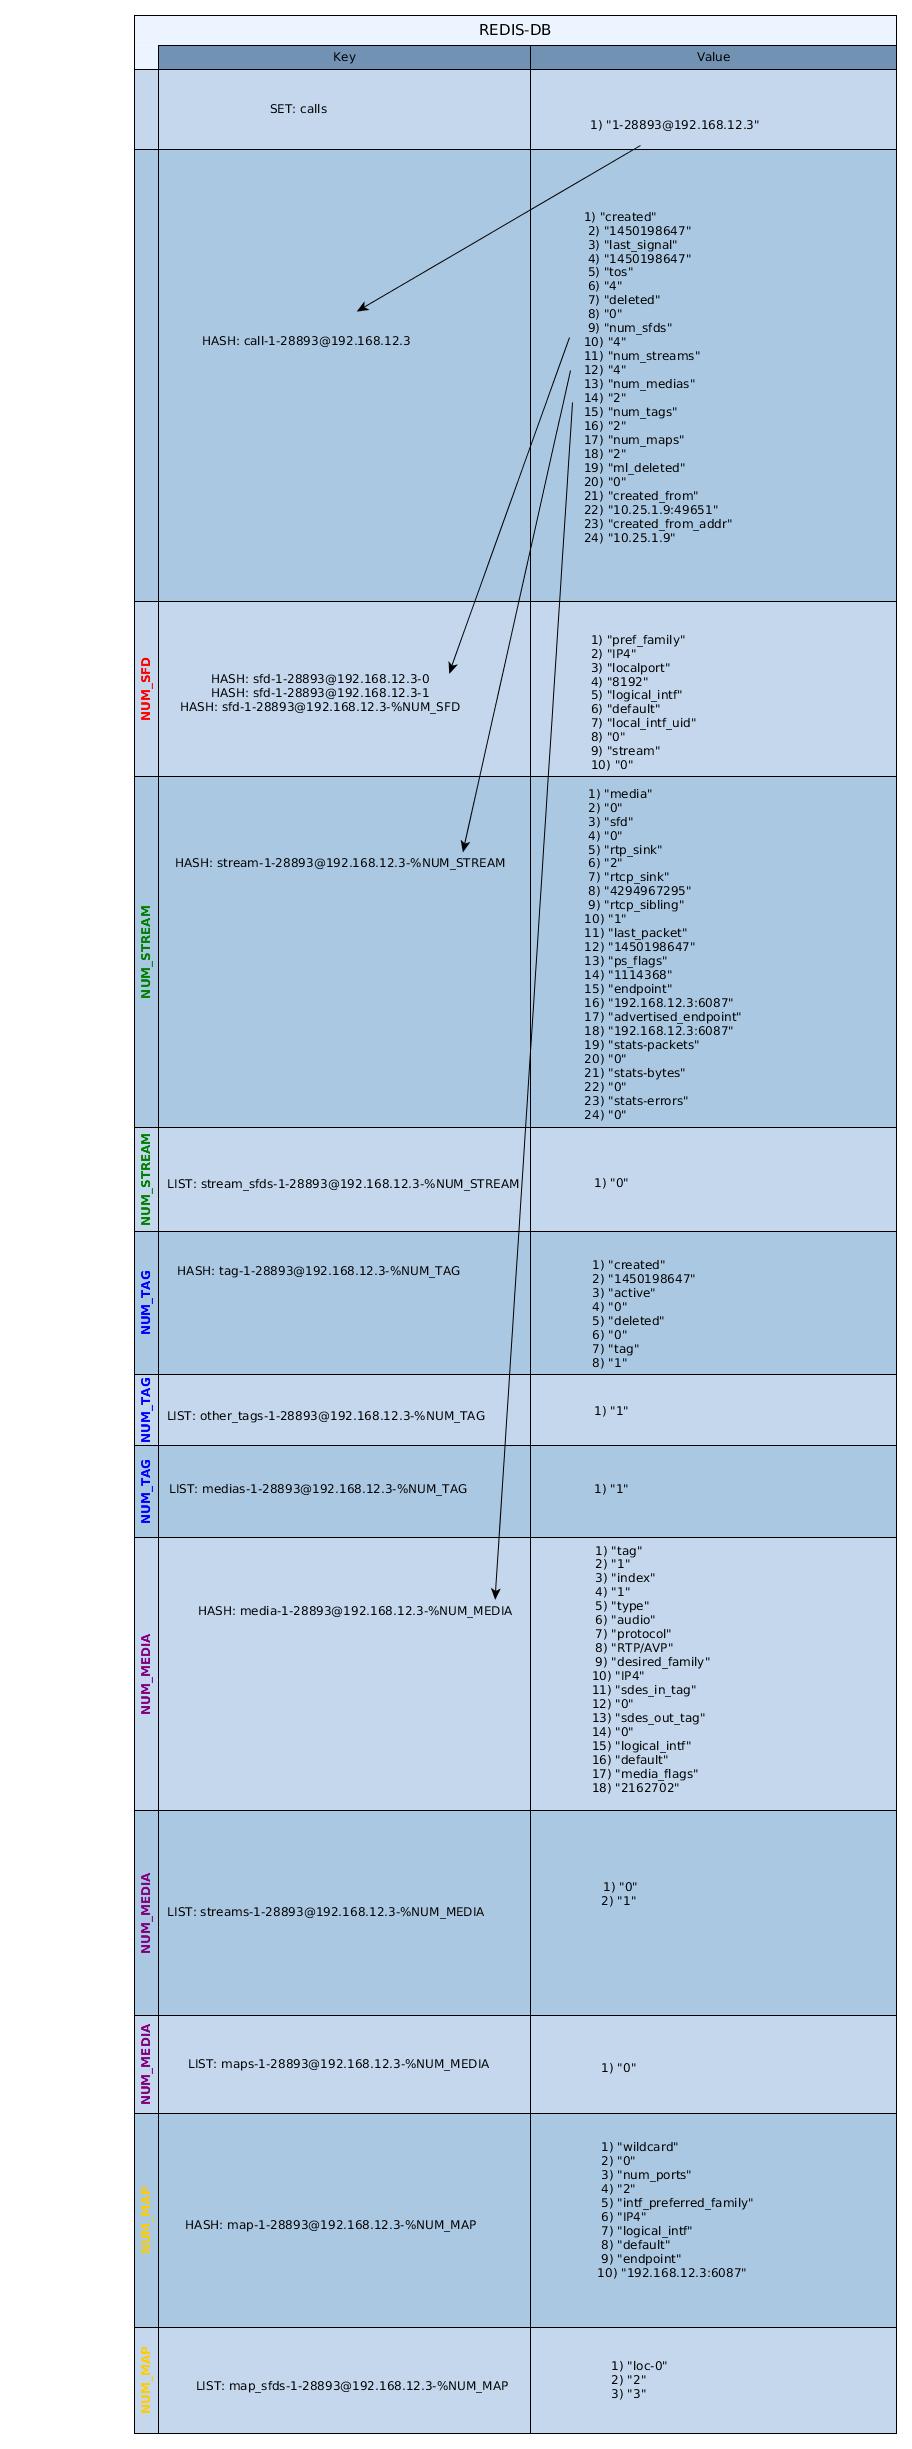 REDIS-DB
Key
Value
SET: calls
1) "1-28893@192.168.12.3"
HASH: call-1-28893@192.168.12.3
1) "created"
2) "1450198647"
3) "last_signal"
4) "1450198647"
5) "tos"
6) "4"
7) "deleted"
8) "0"
9) "num_sfds"
10) "4"
11) "num_streams"
12) "4"
13) "num_medias"
14) "2"
15) "num_tags"
16) "2"
17) "num_maps"
18) "2"
19) "ml_deleted"
20) "0"
21) "created_from"
22) "10.25.1.9:49651"
23) "created_from_addr"
24) "10.25.1.9"
NUM_SFD
HASH: sfd-1-28893@192.168.12.3-0
HASH: sfd-1-28893@192.168.12.3-1
HASH: sfd-1-28893@192.168.12.3-%NUM_SFD
1) "pref_family"
2) "IP4"
3) "localport"
4) "8192"
5) "logical_intf"
6) "default"
7) "local_intf_uid"
8) "0"
9) "stream"
10) "0"
NUM_STREAM
HASH: stream-1-28893@192.168.12.3-%NUM_STREAM
1) "media"
2) "0"
3) "sfd"
4) "0"
5) "rtp_sink"
6) "2"
7) "rtcp_sink"
8) "4294967295"
9) "rtcp_sibling"
10) "1"
11) "last_packet"
12) "1450198647"
13) "ps_flags"
14) "1114368"
15) "endpoint"
16) "192.168.12.3:6087"
17) "advertised_endpoint"
18) "192.168.12.3:6087"
19) "stats-packets"
20) "0"
21) "stats-bytes"
22) "0"
23) "stats-errors"
24) "0"
NUM_STREAM
LIST: stream_sfds-1-28893@192.168.12.3-%NUM_STREAM
1) "0"
NUM_TAG
HASH: tag-1-28893@192.168.12.3-%NUM_TAG
1) "created"
2) "1450198647"
3) "active"
4) "0"
5) "deleted"
6) "0"
7) "tag"
8) "1"
NUM_TAG
LIST: other_tags-1-28893@192.168.12.3-%NUM_TAG
1) "1"
NUM_TAG
LIST: medias-1-28893@192.168.12.3-%NUM_TAG
1) "1"
NUM_MEDIA
HASH: media-1-28893@192.168.12.3-%NUM_MEDIA
1) "tag"
2) "1"
3) "index"
4) "1"
5) "type"
6) "audio"
7) "protocol"
8) "RTP/AVP"
9) "desired_family"
10) "IP4"
11) "sdes_in_tag"
12) "0"
13) "sdes_out_tag"
14) "0"
15) "logical_intf"
16) "default"
17) "media_flags"
18) "2162702"
NUM_MEDIA
LIST: streams-1-28893@192.168.12.3-%NUM_MEDIA
1) "0"
2) "1"
NUM_MEDIA
LIST: maps-1-28893@192.168.12.3-%NUM_MEDIA
1) "0"
NUM_MAP
HASH: map-1-28893@192.168.12.3-%NUM_MAP
1) "wildcard"
2) "0"
3) "num_ports"
4) "2"
5) "intf_preferred_family"
6) "IP4"
7) "logical_intf"
8) "default"
9) "endpoint"
10) "192.168.12.3:6087"
NUM_MAP
LIST: map_sfds-1-28893@192.168.12.3-%NUM_MAP
1) "loc-0"
2) "2"
3) "3"